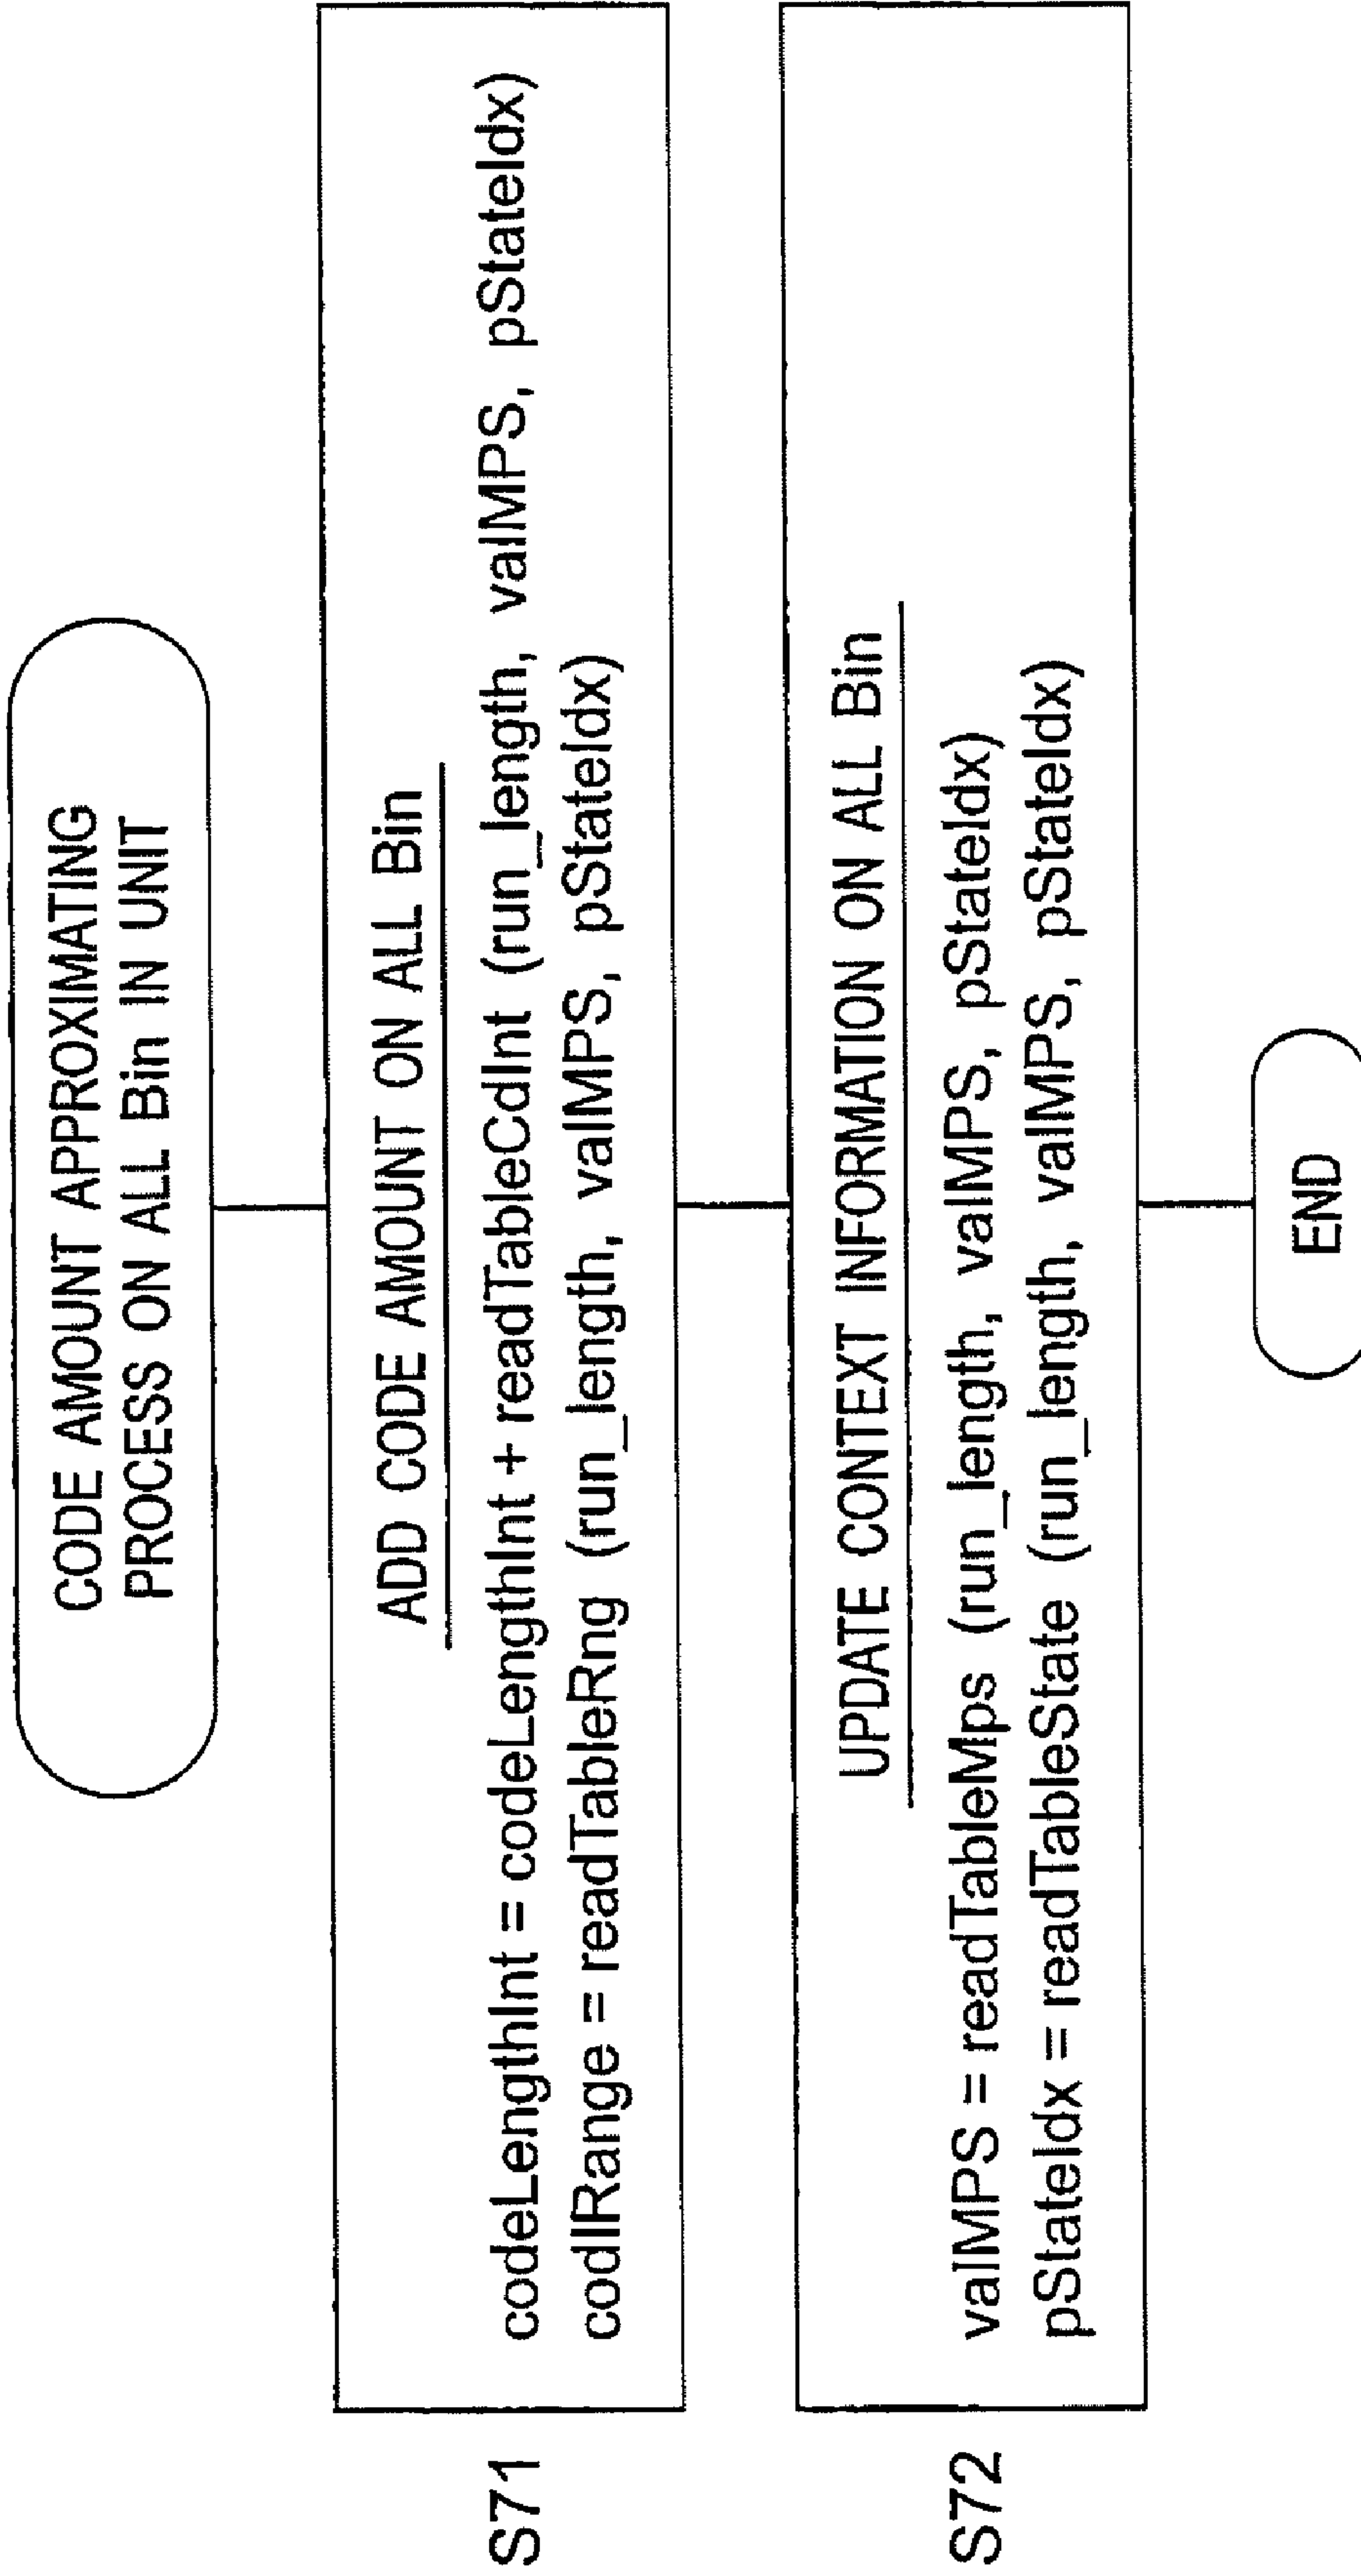 CODE AMOUNT APPROXIMATING
PROCESS ON ALL Bin IN UNIT
S71
ADD CODE AMOUNT ON ALL Bin
codeLengthInt = codeLengthInt + readTableCdInt (run_length, valMPS, pStateIdx)
codIRange = readTableRng (run_length, valMPS, pStateIdx)
S72
UPDATE CONTEXT INFORMATION ON ALL Bin
valMPS = readTableMps (run_length, valMPS, pStateIdx)
pStateIdx = readTableState (run_length, valMPS, pStateIdx)
END